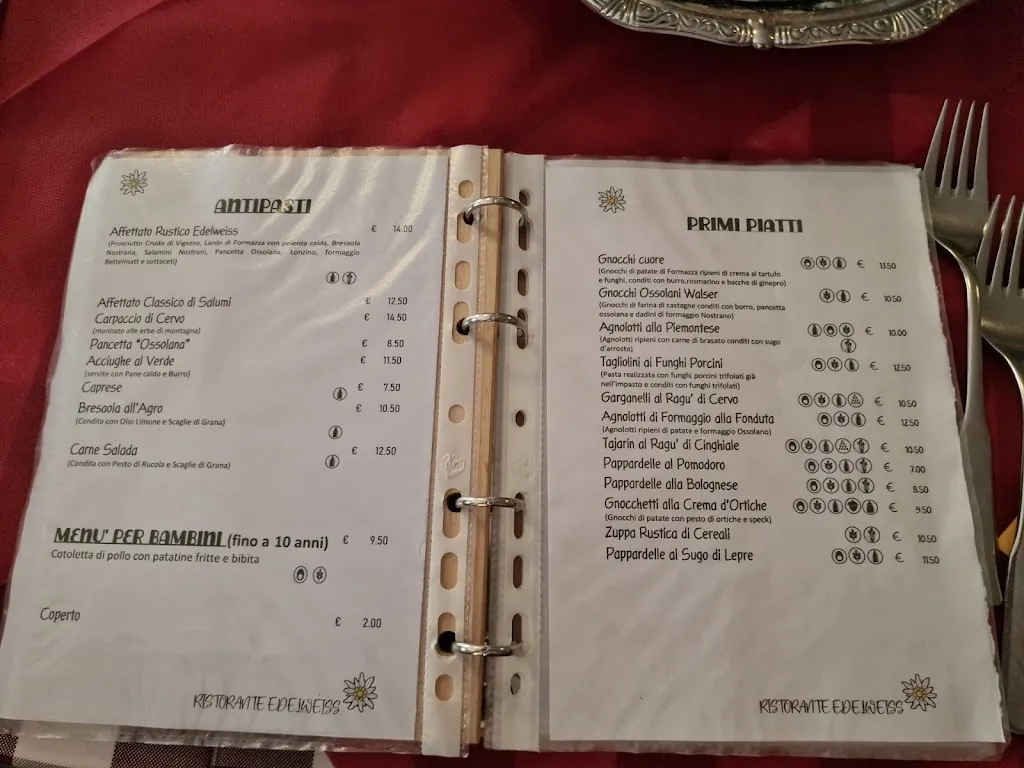 ANTIPASTI
Affettato Rustico Edelweiss € 14.00
(Prosciutto Crudo di Vigezzo, Lardo di Formazza con polenta calda, Bresaola
Nostrana, Salamini Nostrani, Pancetta Ossolana, Lonzino, formaggio
Bettelmatt e sottaceti)
Affettato Classico di Salumi € 12.50
Carpaccio di Cervo € 14.50
(marinato alle erbe di montagna)
Pancetta "Ossolana" € 8.50
Acciughe al Verde € 11.50
(servite con Pane caldo e Burro)
Caprese € 7.50
Bresaola all'Agro € 10.50
(Condita con Olio Limone e Scaglie di Grana)
Carne Salada € 12.50
(Condita con Pesto di Rucola e Scaglie di Grana)
MENU' PER BAMBINI (fino a 10 anni) € 9.50
Cotoletta di pollo con patatine fritte e bibita
Coperto € 2.00
RISTORANTE EDELWEISS
PRIMI PIATTI
Gnocchi cuore € 13.50
(Gnocchi di patate di Formazza ripieni di crema al tartufo
e funghi, conditi con burro,rosmarino e bacche di ginepro)
Gnocchi Ossolani Walser € 10.50
(Gnocchi di farina di castagne conditi con burro, pancetta
ossolana e dadini di formaggio Nostrano)
Agnolotti alla Piemontese € 10.00
(Agnolotti ripieni con carne di brasato conditi con sugo
d'arrosto)
Tagliolini ai Funghi Porcini € 12.50
(Pasta realizzata con funghi porcini trifolati già
nell'impasto e conditi con funghi trifolati)
Garganelli al Ragu' di Cervo € 10.50
Agnolotti di Formaggio alla Fonduta € 12.50
(Agnolotti ripieni di patate e formaggio Ossolano)
Tajarin al Ragu' di Cinghiale € 10.50
Pappardelle al Pomodoro € 7.00
Pappardelle alla Bolognese € 8.50
Gnocchetti alla Crema d'Ortiche € 9.50
(Gnocchi di patate con pesto di ortiche e speck)
Zuppa Rustica di Cereali € 10.50
Pappardelle al Sugo di Lepre € 11.50
RISTORANTE EDELWEISS